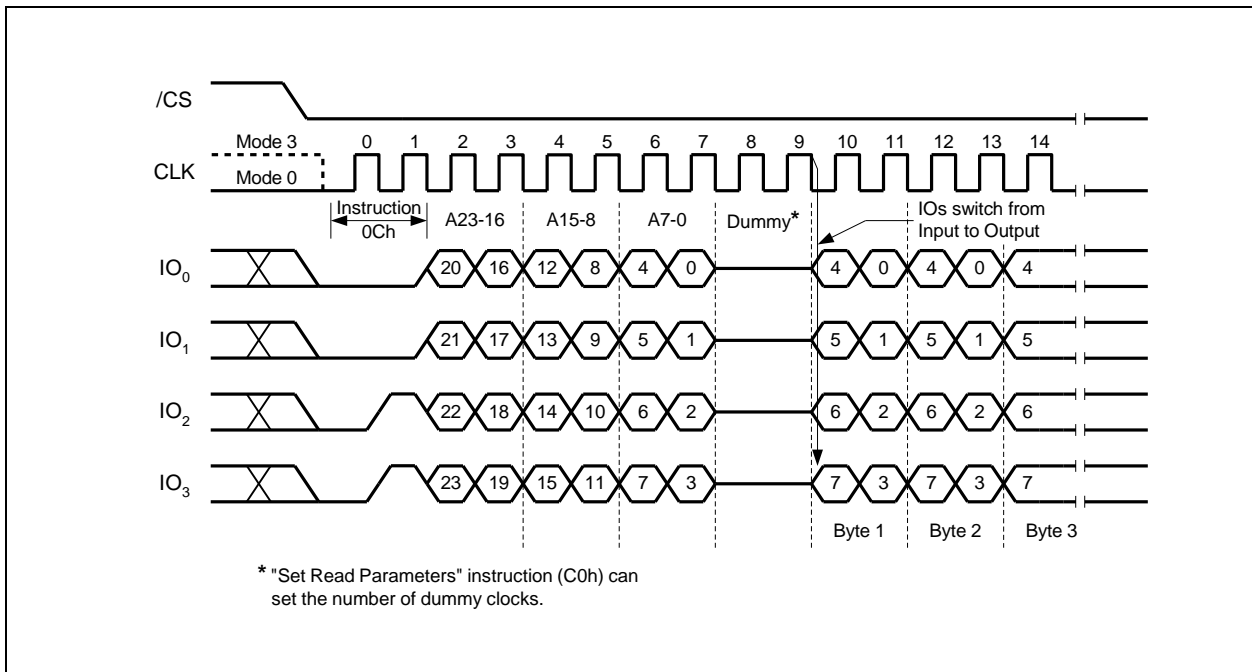 /CS
Mode 3 0 1 2 3 4 5 6 7 8 9 10 11 12 13 14
CLK
Mode 0
Instruction
0Ch
A23-16 A15-8 A7-0 Dummy*
IOs switch from
Input to Output
IO0 20 16 12 8 4 0 4 0 4 0 4
IO1 21 17 13 9 5 1 5 1 5 1 5
IO2 22 18 14 10 6 2 6 2 6 2 6
IO3 23 19 15 11 7 3 7 3 7 3 7
Byte 1 Byte 2 Byte 3
* "Set Read Parameters" instruction (C0h) can
set the number of dummy clocks.